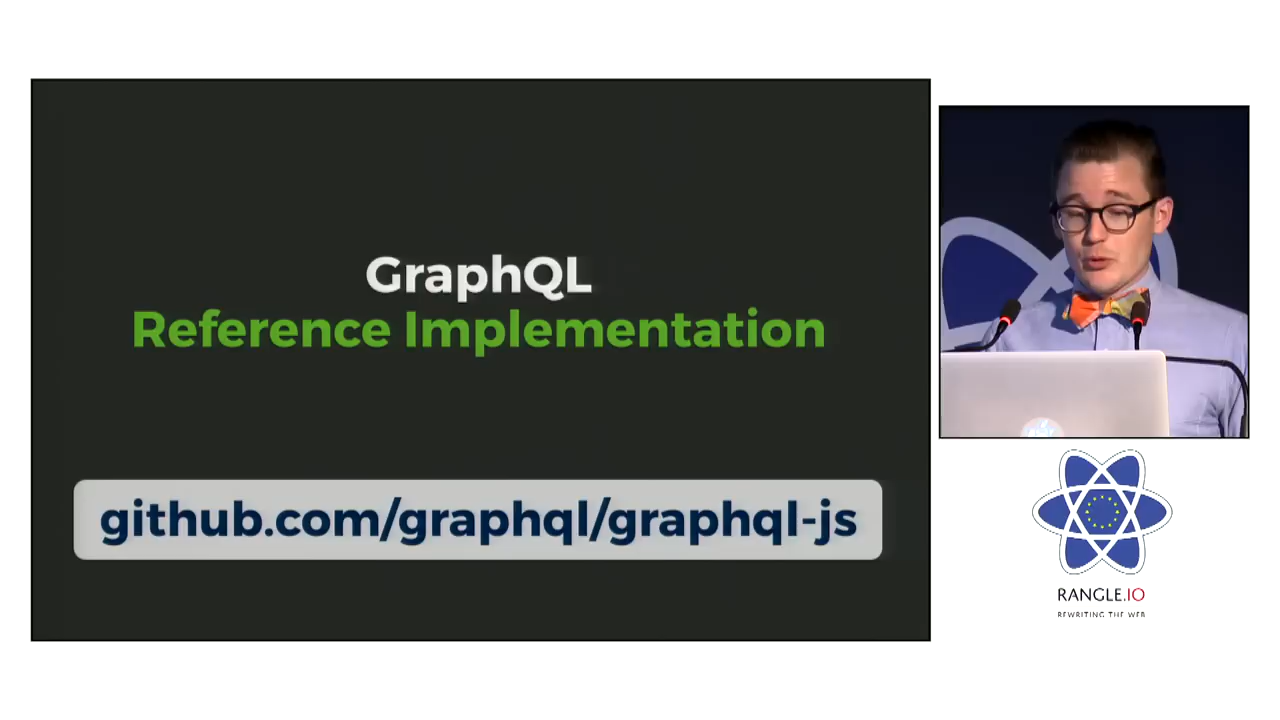 GraphQL
Reference Implementation
github.com/graphql/graphql-js
RANGLE.IO
REWRITING THE WEB